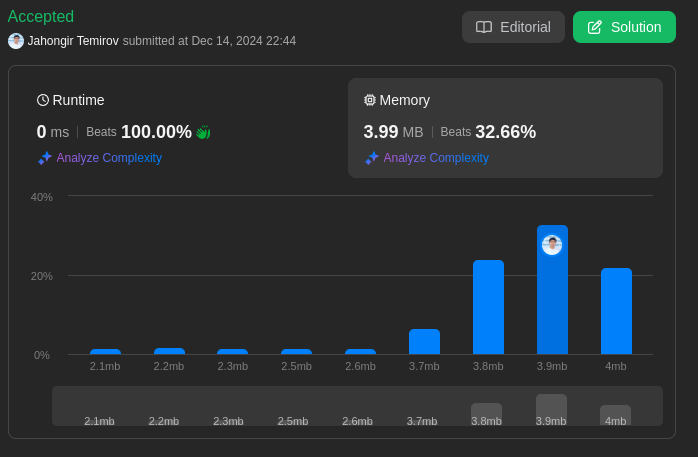 Accepted
Jahongir Temirov submitted at Dec 14, 2024 22:44
Editorial
Solution
Runtime
0 ms | Beats 100.00%
Analyze Complexity
Memory
3.99 MB | Beats 32.66%
Analyze Complexity
40%
20%
0%
2.1mb 2.2mb 2.3mb 2.5mb 2.6mb 3.7mb 3.8mb 3.9mb 4mb
2.1mb 2.2mb 2.3mb 2.5mb 2.6mb 3.7mb 3.8mb 3.9mb 4mb